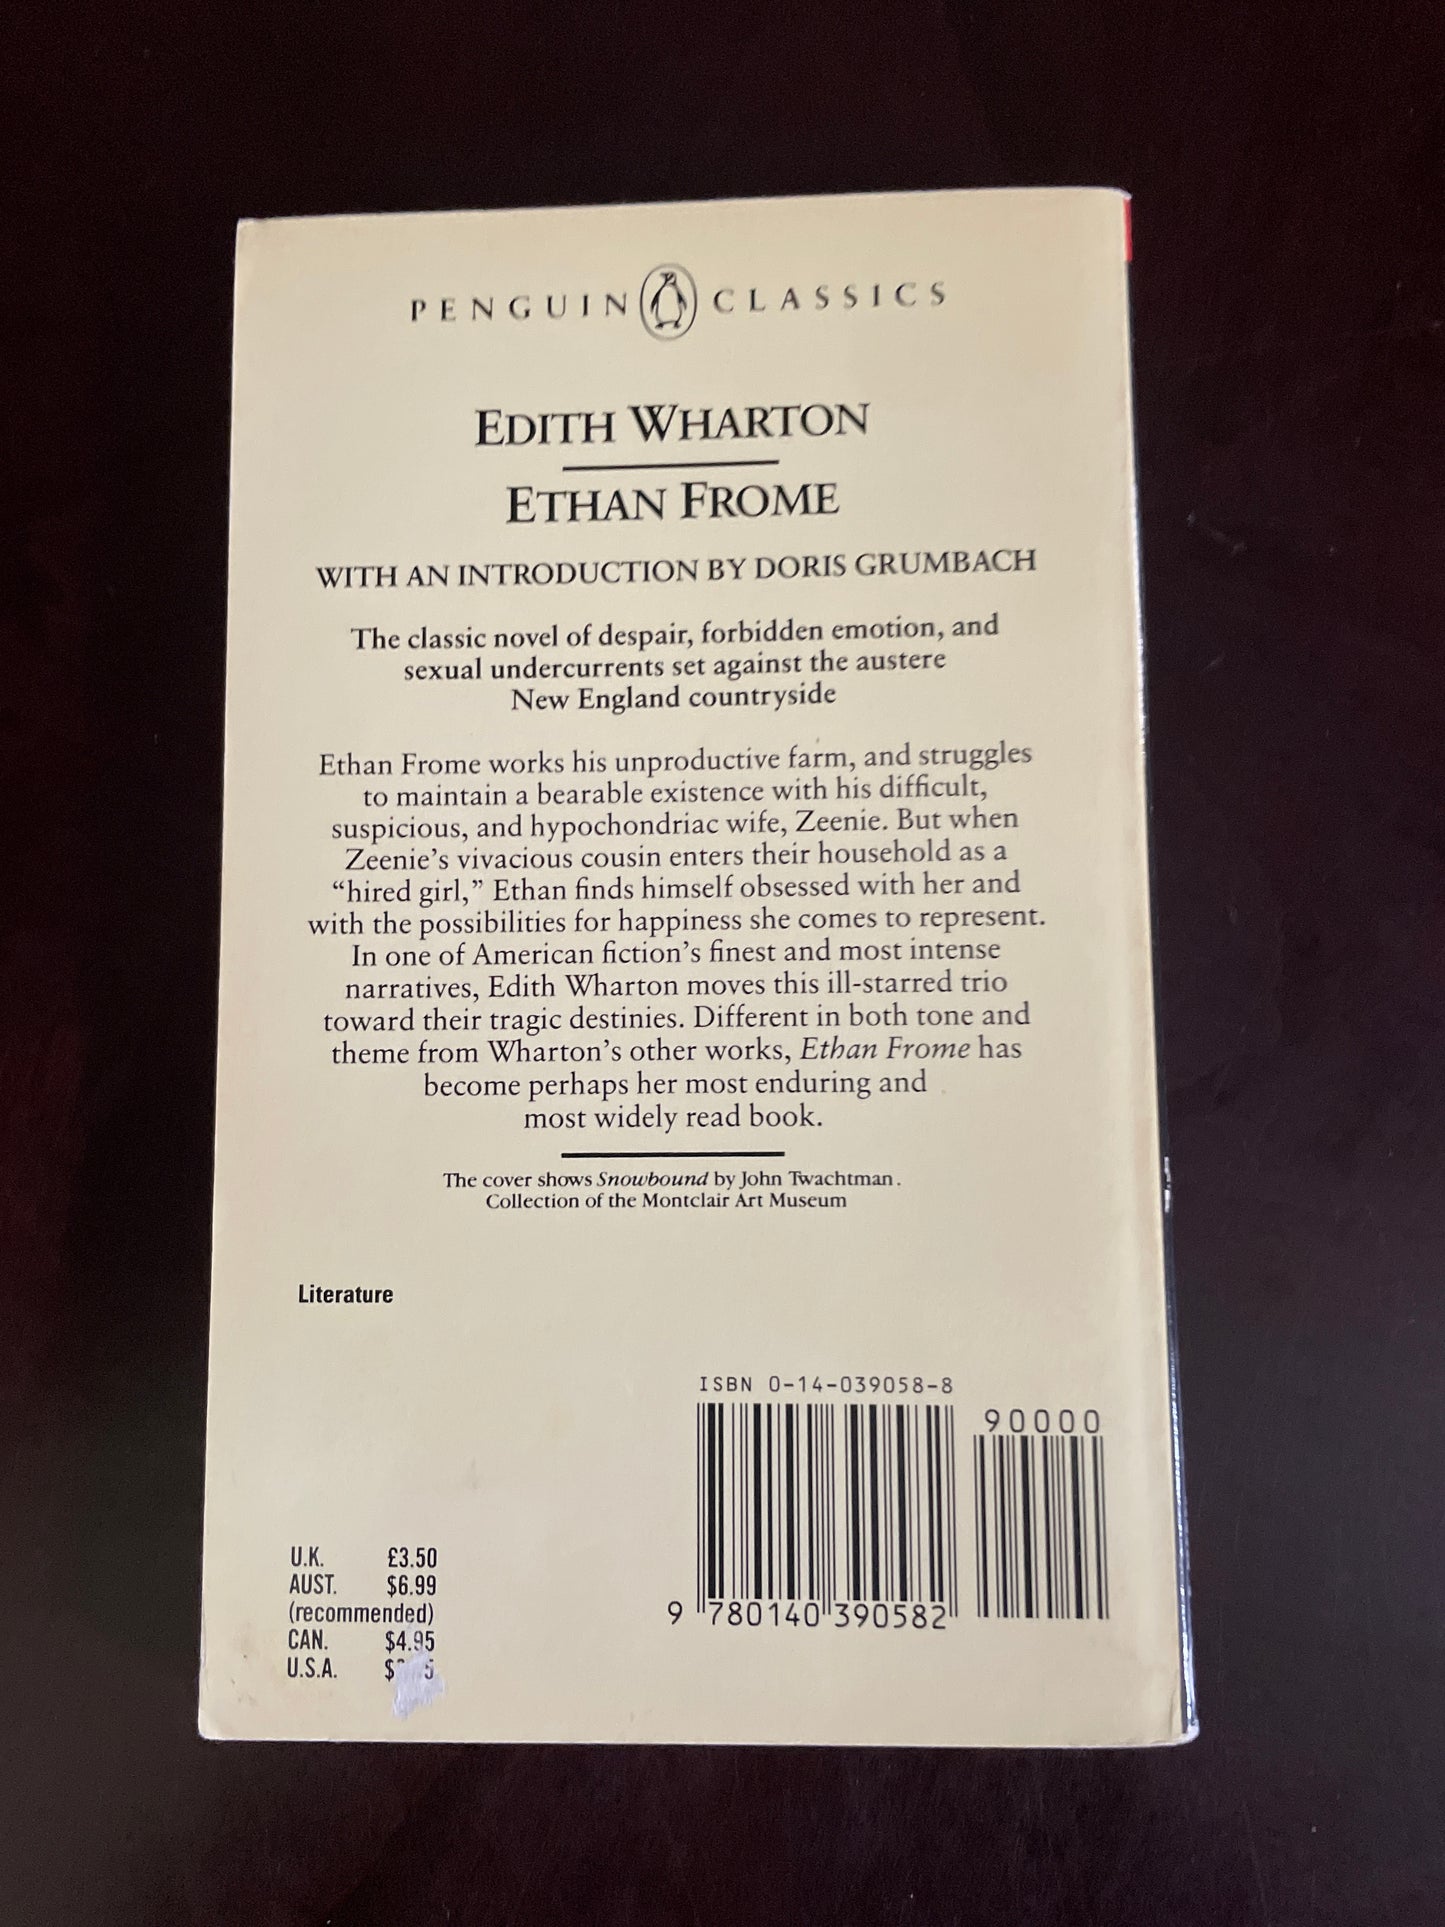 PENGUIN CLASSICS
EDITH WHARTON
ETHAN FROME
WITH AN INTRODUCTION BY DORIS GRUMBACH
The classic novel of despair, forbidden emotion, and
sexual undercurrents set against the austere
New England countryside
Ethan Frome works his unproductive farm, and struggles
to maintain a bearable existence with his difficult,
suspicious, and hypochondriac wife, Zeenie. But when
Zeenie's vivacious cousin enters their household as a
“hired girl,” Ethan finds himself obsessed with her and
with the possibilities for happiness she comes to represent.
In one of American fiction's finest and most intense
narratives, Edith Wharton moves this ill-starred trio
toward their tragic destinies. Different in both tone and
theme from Wharton's other works, Ethan Frome has
become perhaps her most enduring and
most widely read book.
The cover shows Snowbound by John Twachtman.
Collection of the Montclair Art Museum
Literature
ISBN 0-14-039058-8
90000
9 780140 390582
U.K. £3.50
AUST. $6.99
(recommended)
CAN. $4.95
U.S.A.